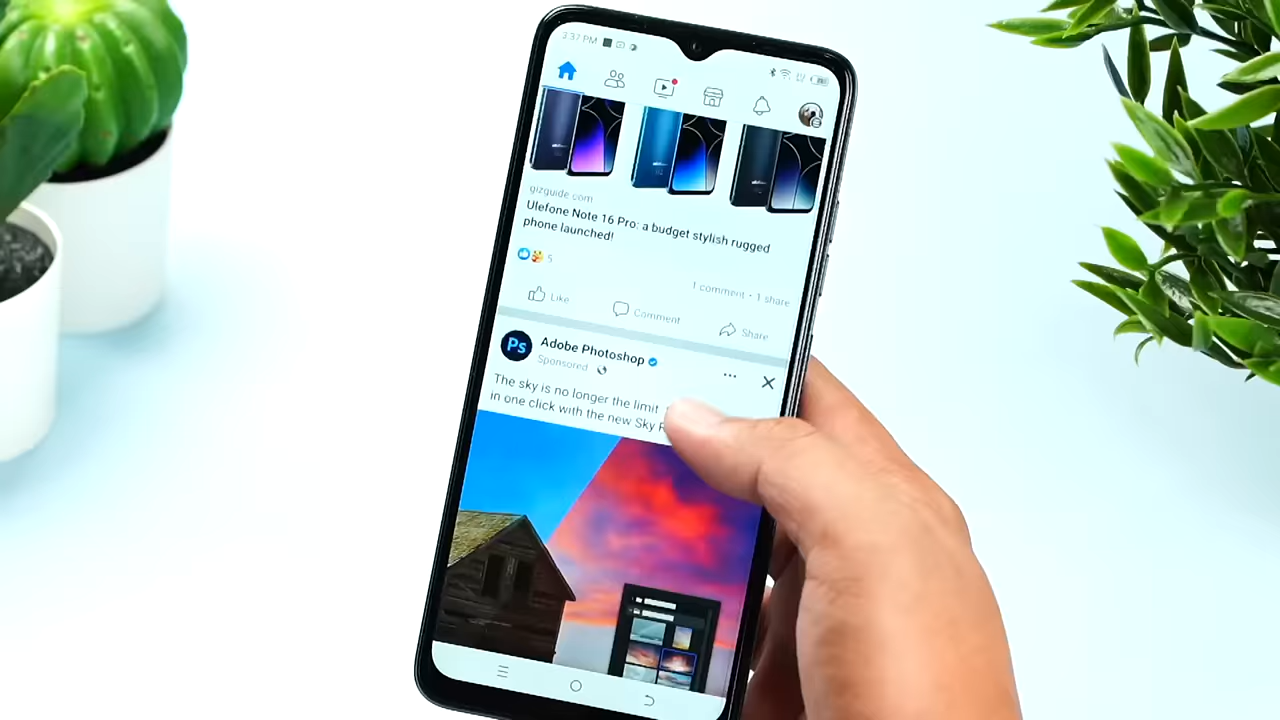 3:37 PM
gizguide.com
Ulefone Note 16 Pro: a budget stylish rugged
phone launched!
5
1 comment • 1 share
Like
Comment
Share
Ps
Adobe Photoshop
Sponsored
The sky is no longer the limit
in one click with the new Sky